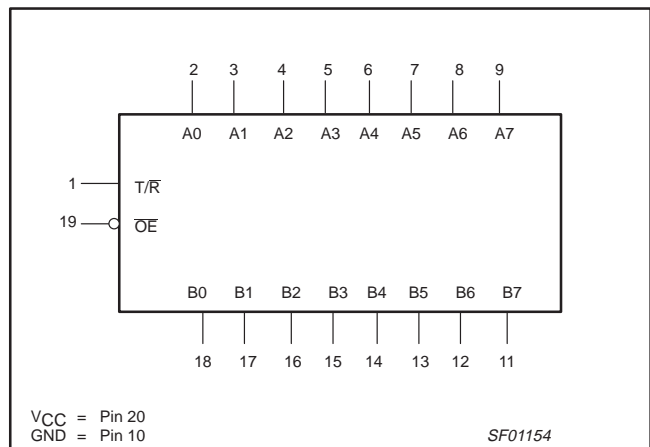 2 3 4 5 6 7 8 9
A0 A1 A2 A3 A4 A5 A6 A7
1 T/R̅
19 O̅E̅
B0 B1 B2 B3 B4 B5 B6 B7
18 17 16 15 14 13 12 11
VCC = Pin 20
GND = Pin 10 SF01154